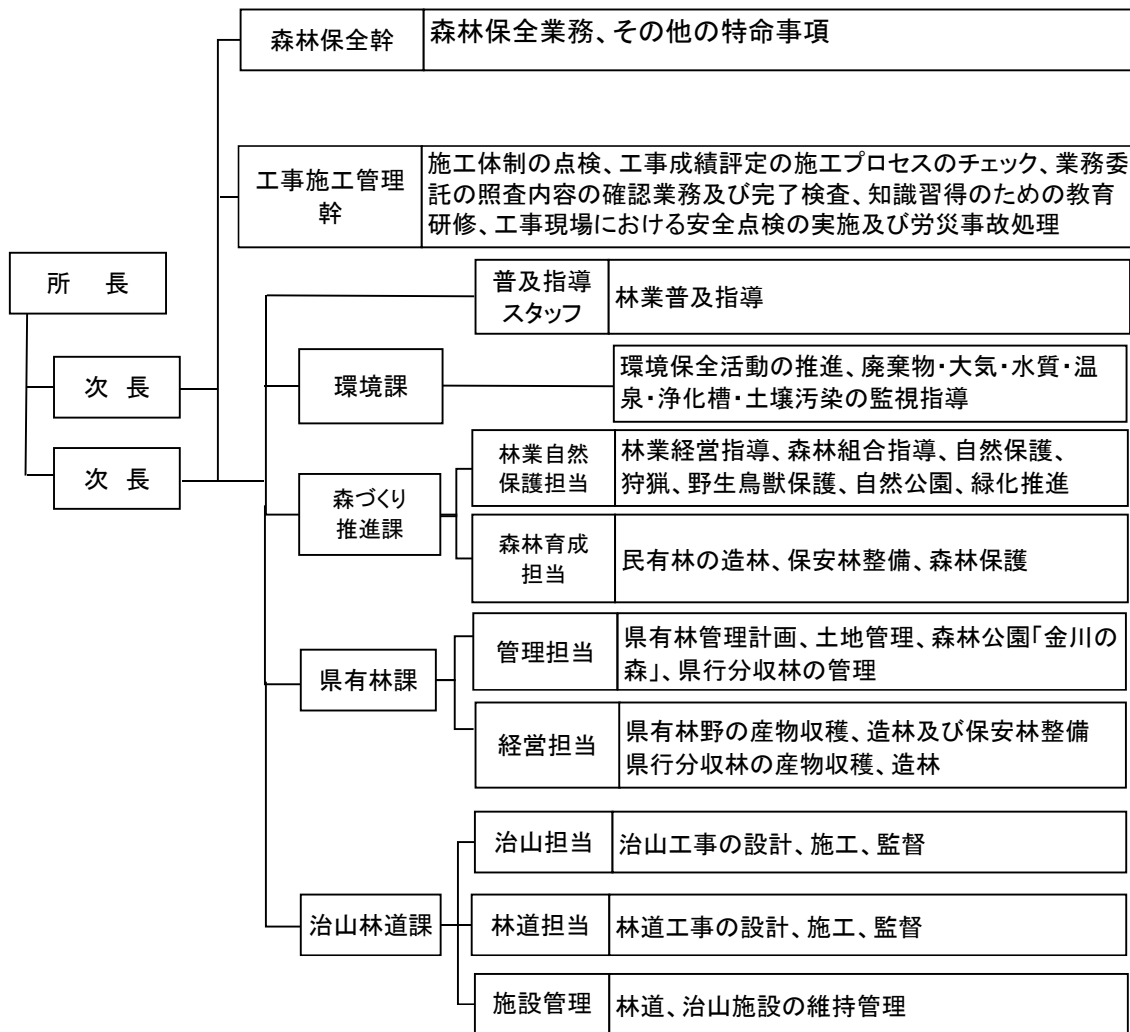 森林保全幹
森林保全業務、その他の特命事項
工事施工管理
幹
施工体制の点検、工事成績評定の施工プロセスのチェック、業務委
託の照査内容の確認業務及び完了検査、知識習得のための教育
研修、工事現場における安全点検の実施及び労災事故処理
所　長
次 長
次 長
普及指導
スタッフ
林業普及指導
環境課
環境保全活動の推進、廃棄物・大気・水質・温
泉・浄化槽・土壌汚染の監視指導
森づくり
推進課
林業自然
保護担当
林業経営指導、森林組合指導、自然保護、
狩猟、野生鳥獣保護、自然公園、緑化推進
森林育成
担当
民有林の造林、保安林整備、森林保護
県有林課
管理担当
県有林管理計画、土地管理、森林公園「金川の
森」、県行分収林の管理
経営担当
県有林野の産物収穫、造林及び保安林整備
県行分収林の産物収穫、造林
治山林道課
治山担当
治山工事の設計、施工、監督
林道担当
林道工事の設計、施工、監督
施設管理
林道、治山施設の維持管理